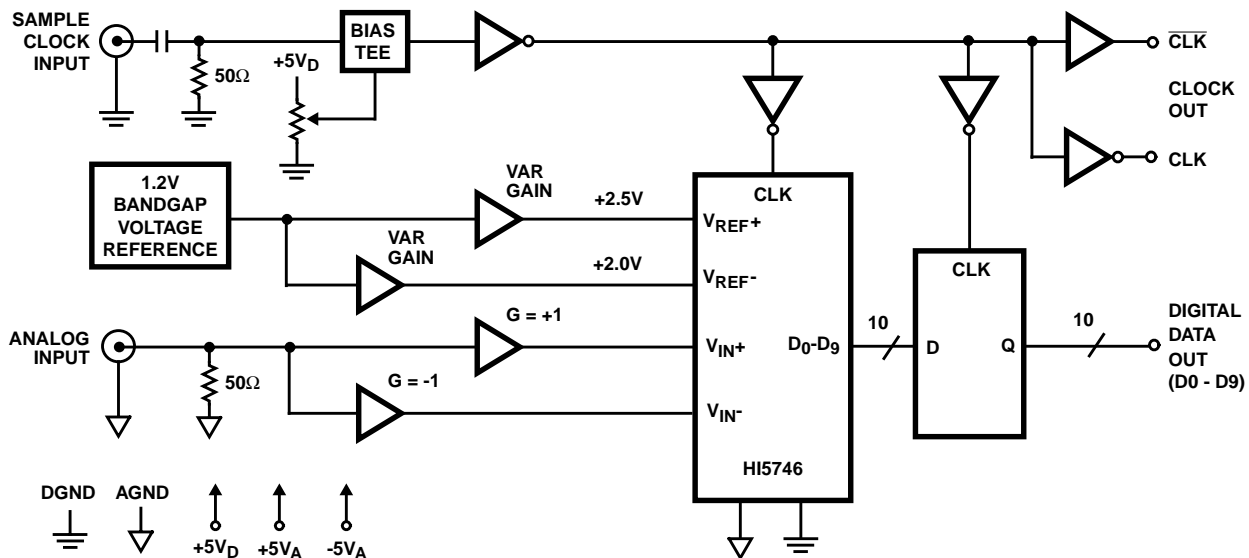 SAMPLE
CLOCK
INPUT
50Ω
+5VD
BIAS
TEE
CLK
CLOCK
OUT
CLK
1.2V
BANDGAP
VOLTAGE
REFERENCE
VAR
GAIN
+2.5V
VAR
GAIN
+2.0V
CLK
VREF+
VREF-
VIN+
VIN-
D0-D9
HI5746
ANALOG
INPUT
50Ω
G = +1
G = -1
10
CLK
D
Q
10
DIGITAL
DATA
OUT
(D0 - D9)
DGND
AGND
+5VD
+5VA
-5VA